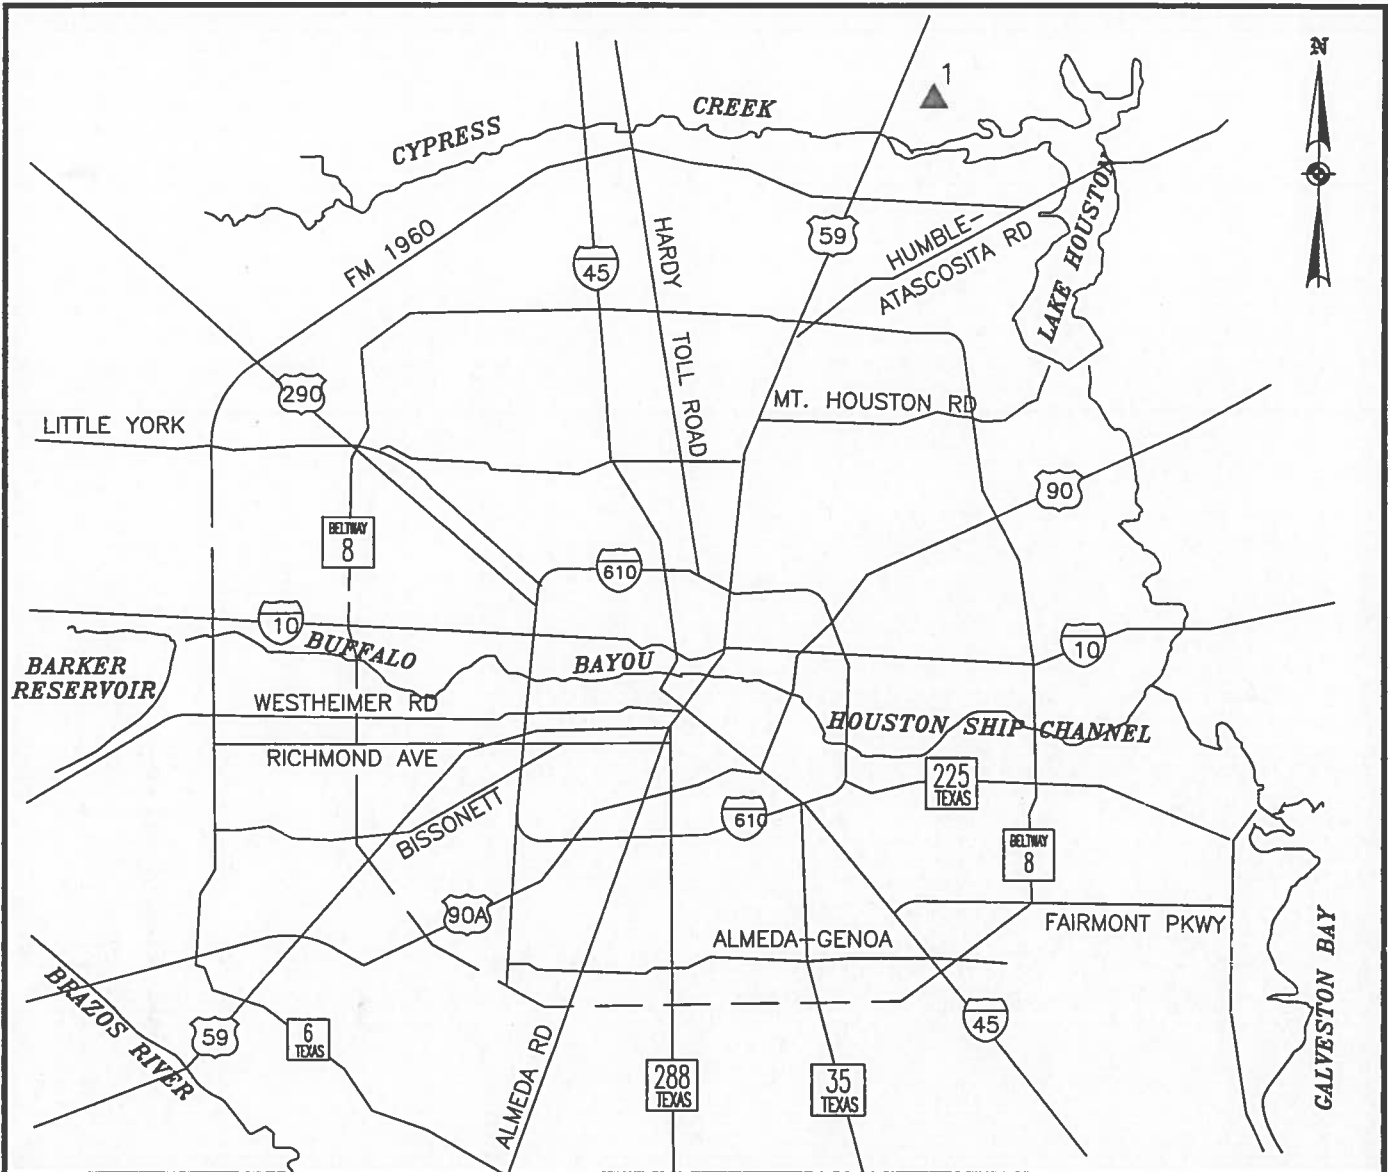 N
1
CYPRESS
CREEK
HARDY
FM 1960
59
HUMBLE-
ATASCOSITA RD
LAKE HOUSTON
45
TOLL ROAD
290
MT. HOUSTON RD
LITTLE YORK
90
BELTWAY
8
610
10
BUFFALO
BAYOU
10
BARKER
RESERVOIR
WESTHEIMER RD
HOUSTON SHIP CHANNEL
RICHMOND AVE
225
TEXAS
BISSONETT
610
BELTWAY
8
90A
FAIRMONT PKWY
ALMEDA-GENOA
GALVESTON BAY
BRAZOS RIVER
59
6
TEXAS
45
ALMEDA RD
288
TEXAS
35
TEXAS